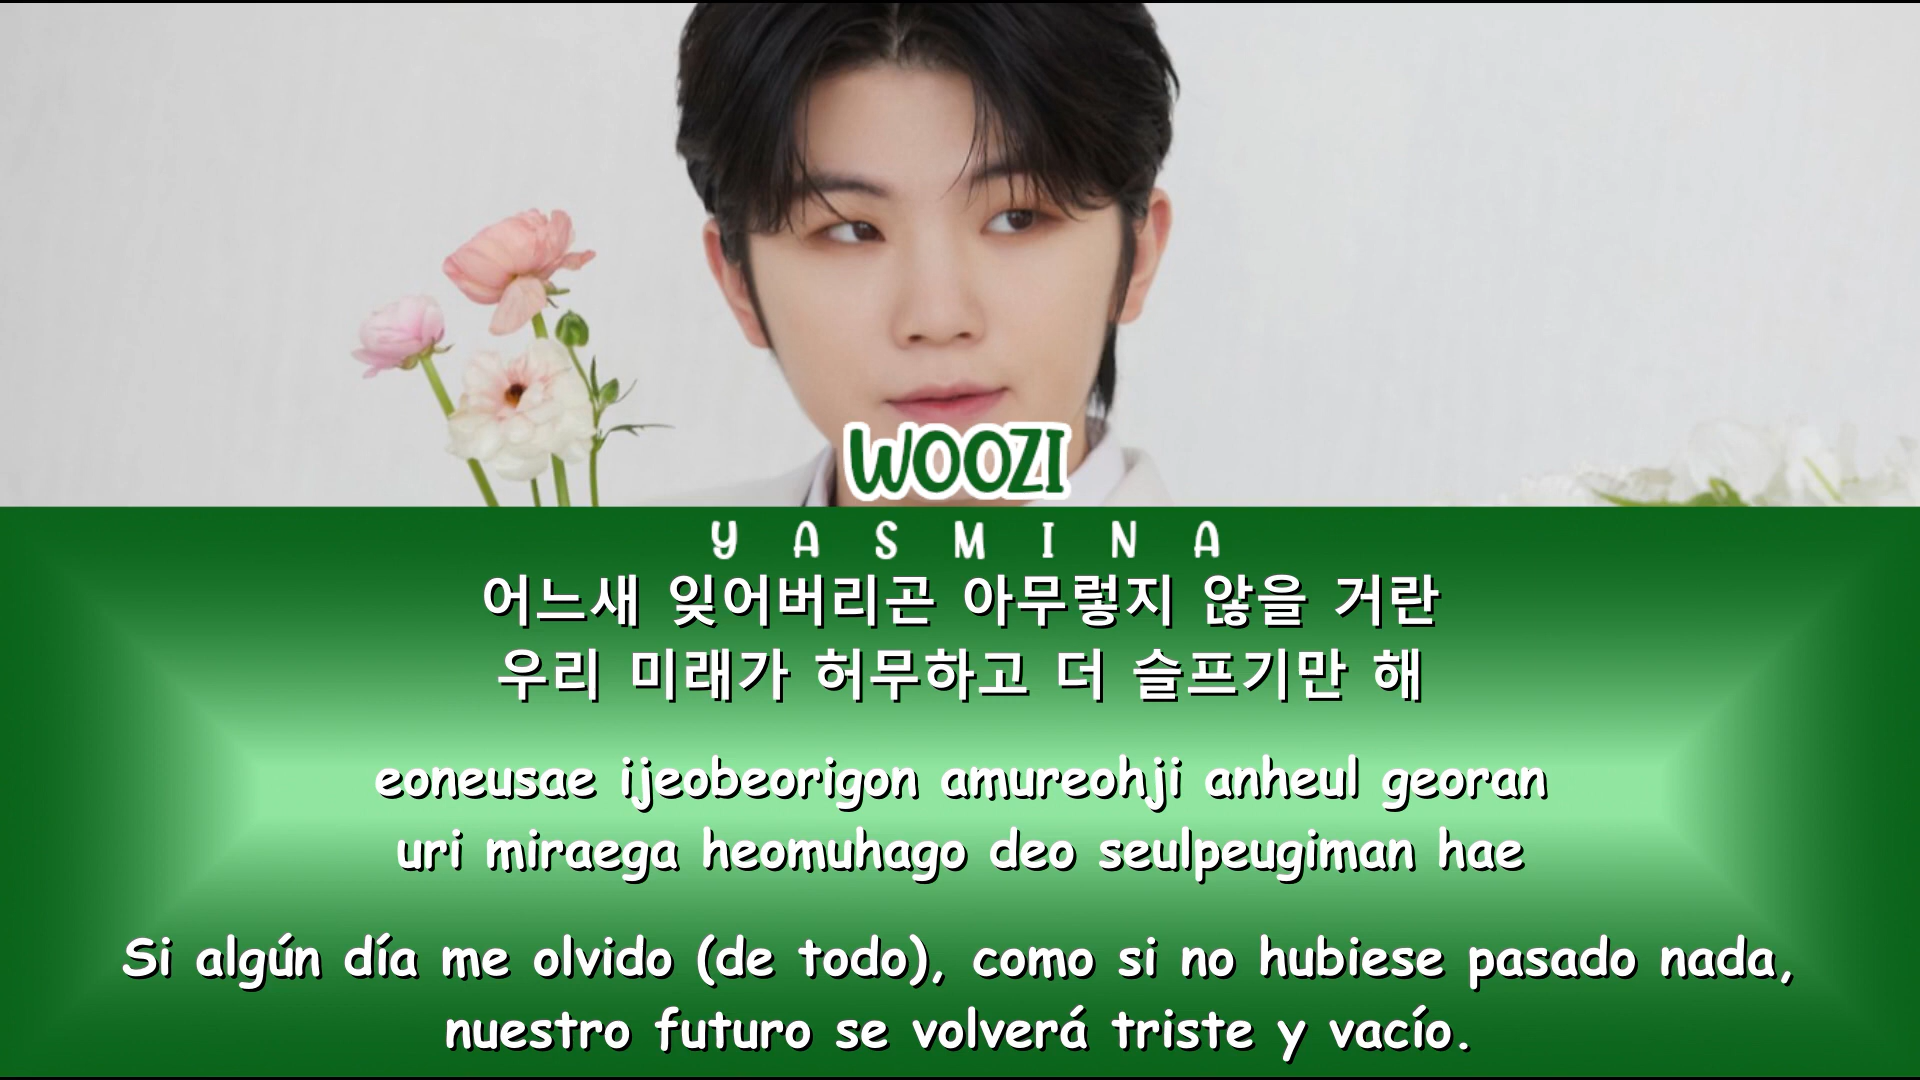 WOOZI
Y A S M I N A
어느새 잊어버리곤 아무렇지 않을 거란
우리 미래가 허무하고 더 슬프기만 해
eoneusae ijeobeorigon amureohji anheul georan
uri miraega heomuhago deo seulpeugiman hae
Si algún día me olvido (de todo), como si no hubiese pasado nada,
nuestro futuro se volverá triste y vacío.